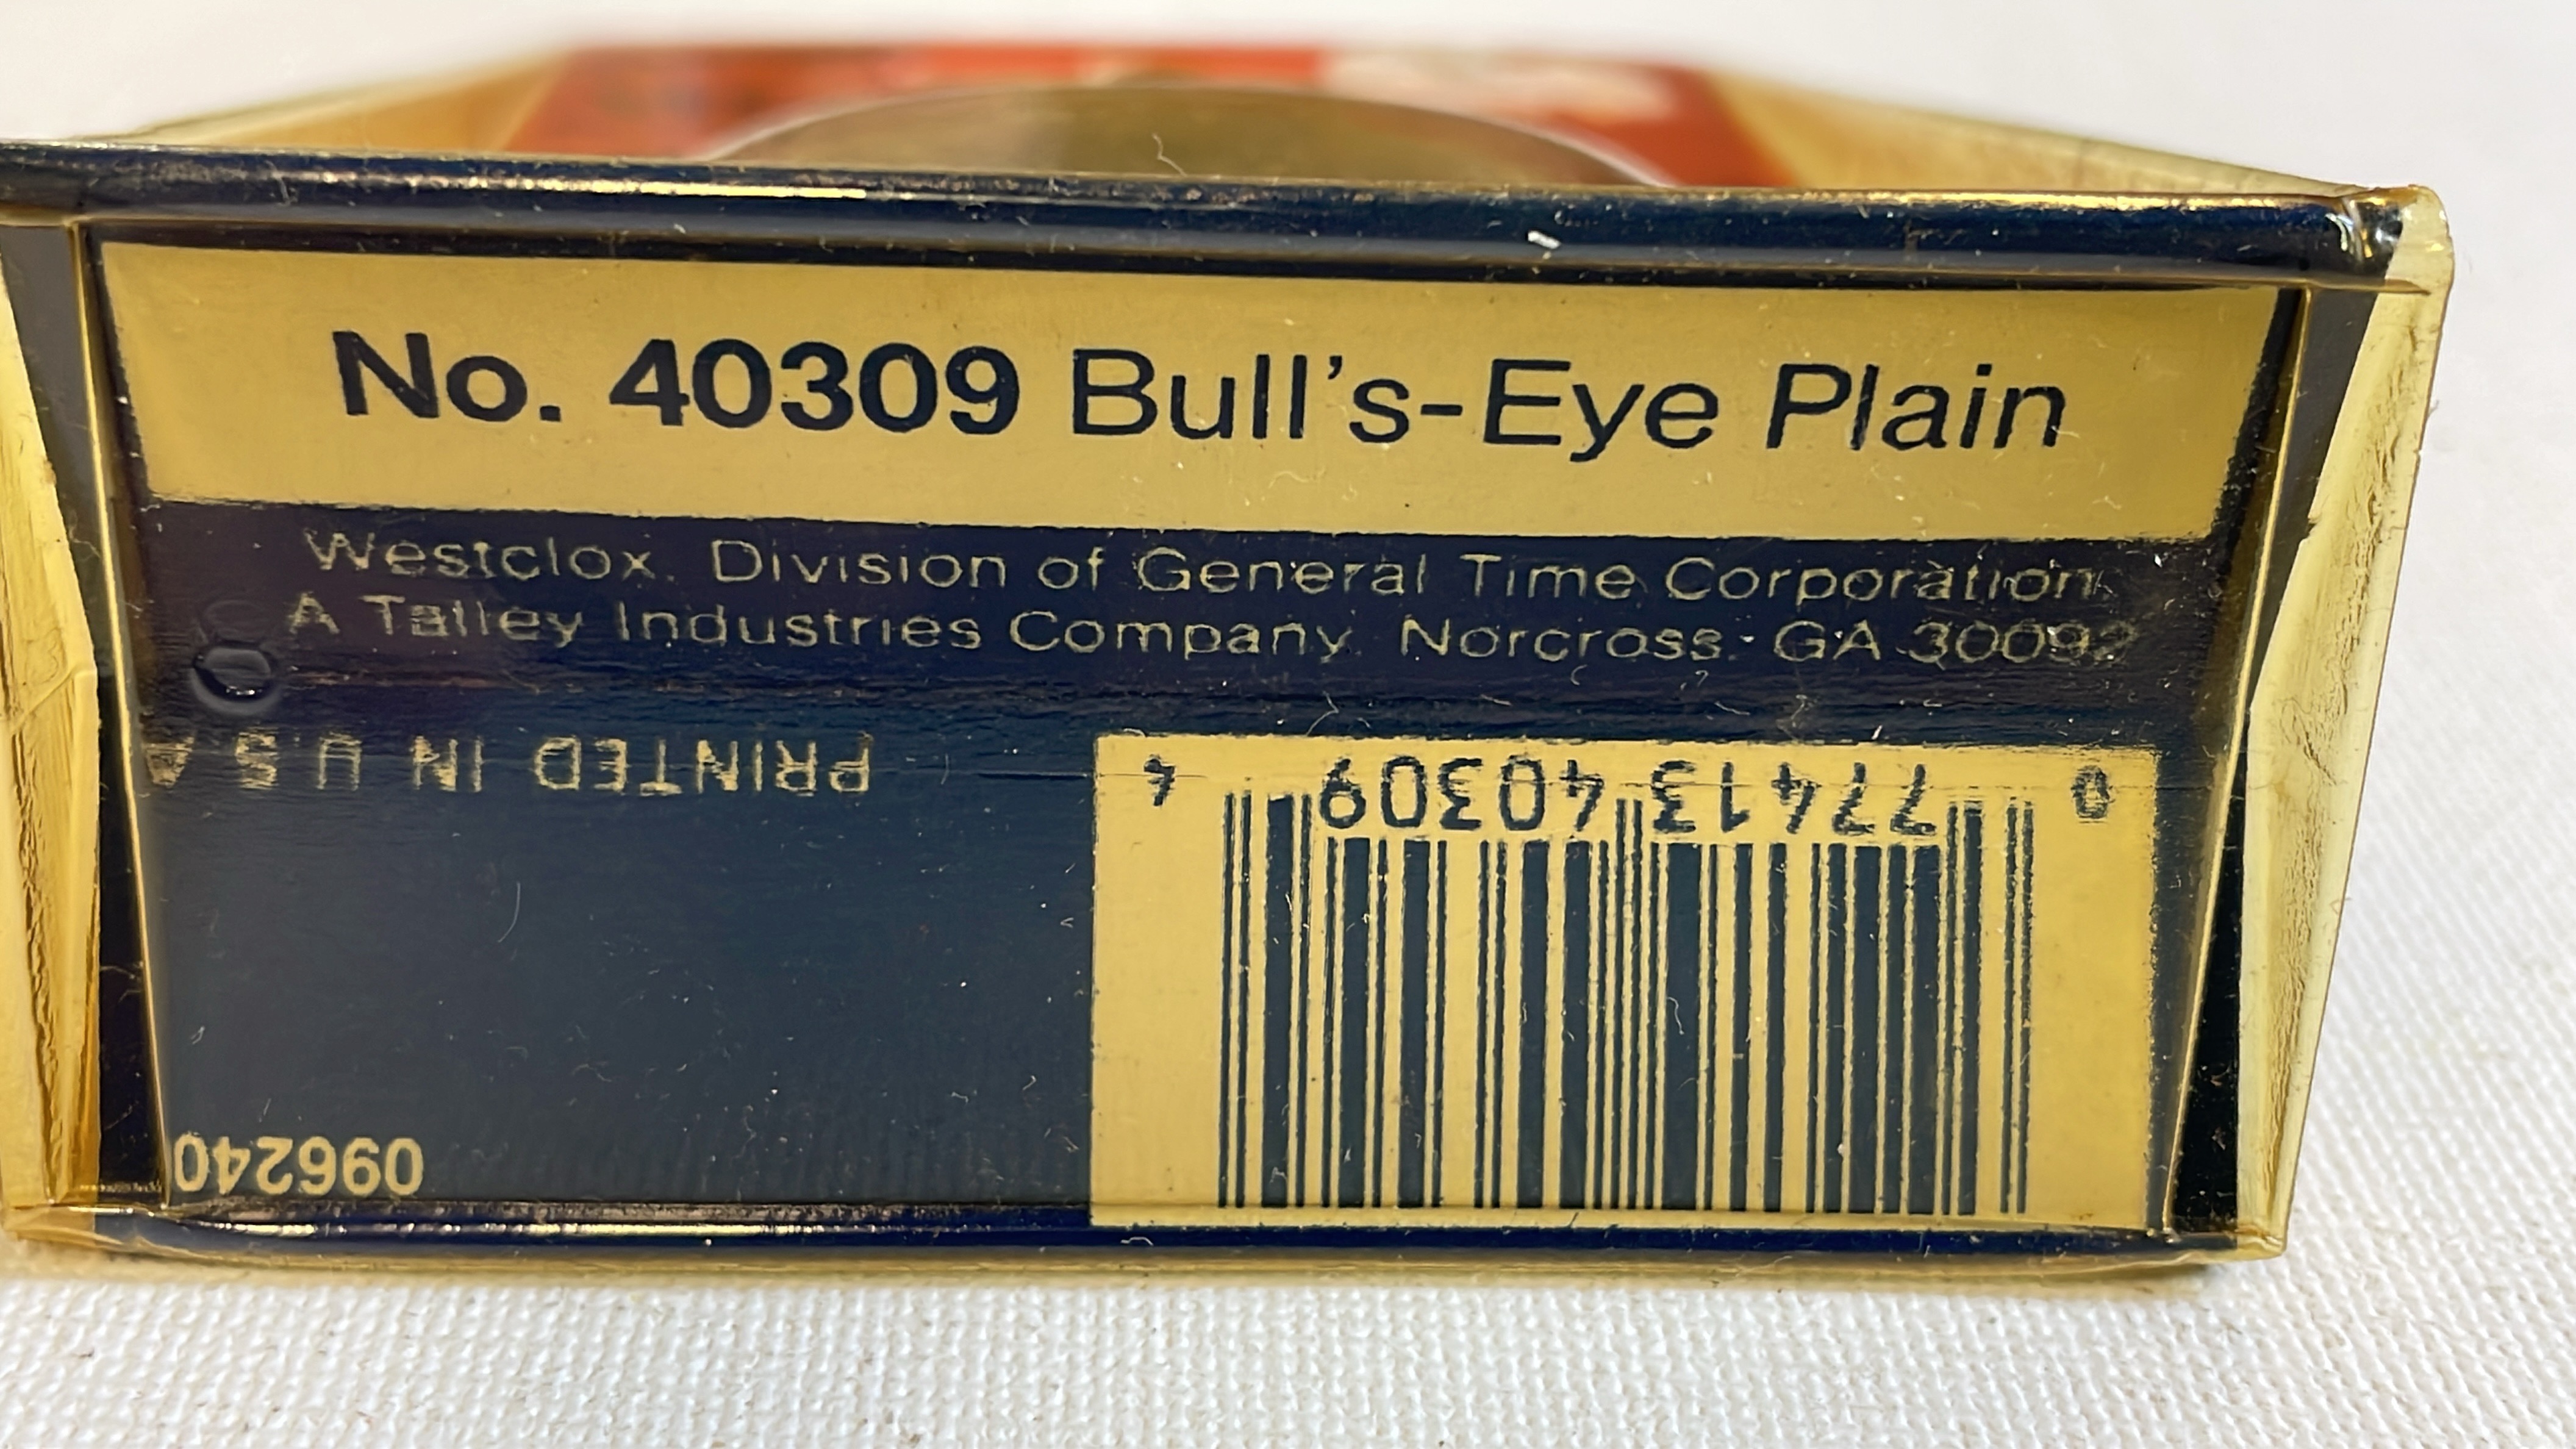 No. 40309 Bull's-Eye Plain
Westclox. Division of General Time Corporation
A Talley Industries Company. Norcross, GA 30092
PRINTED IN U.S.A
0 77413 40309 4
096240